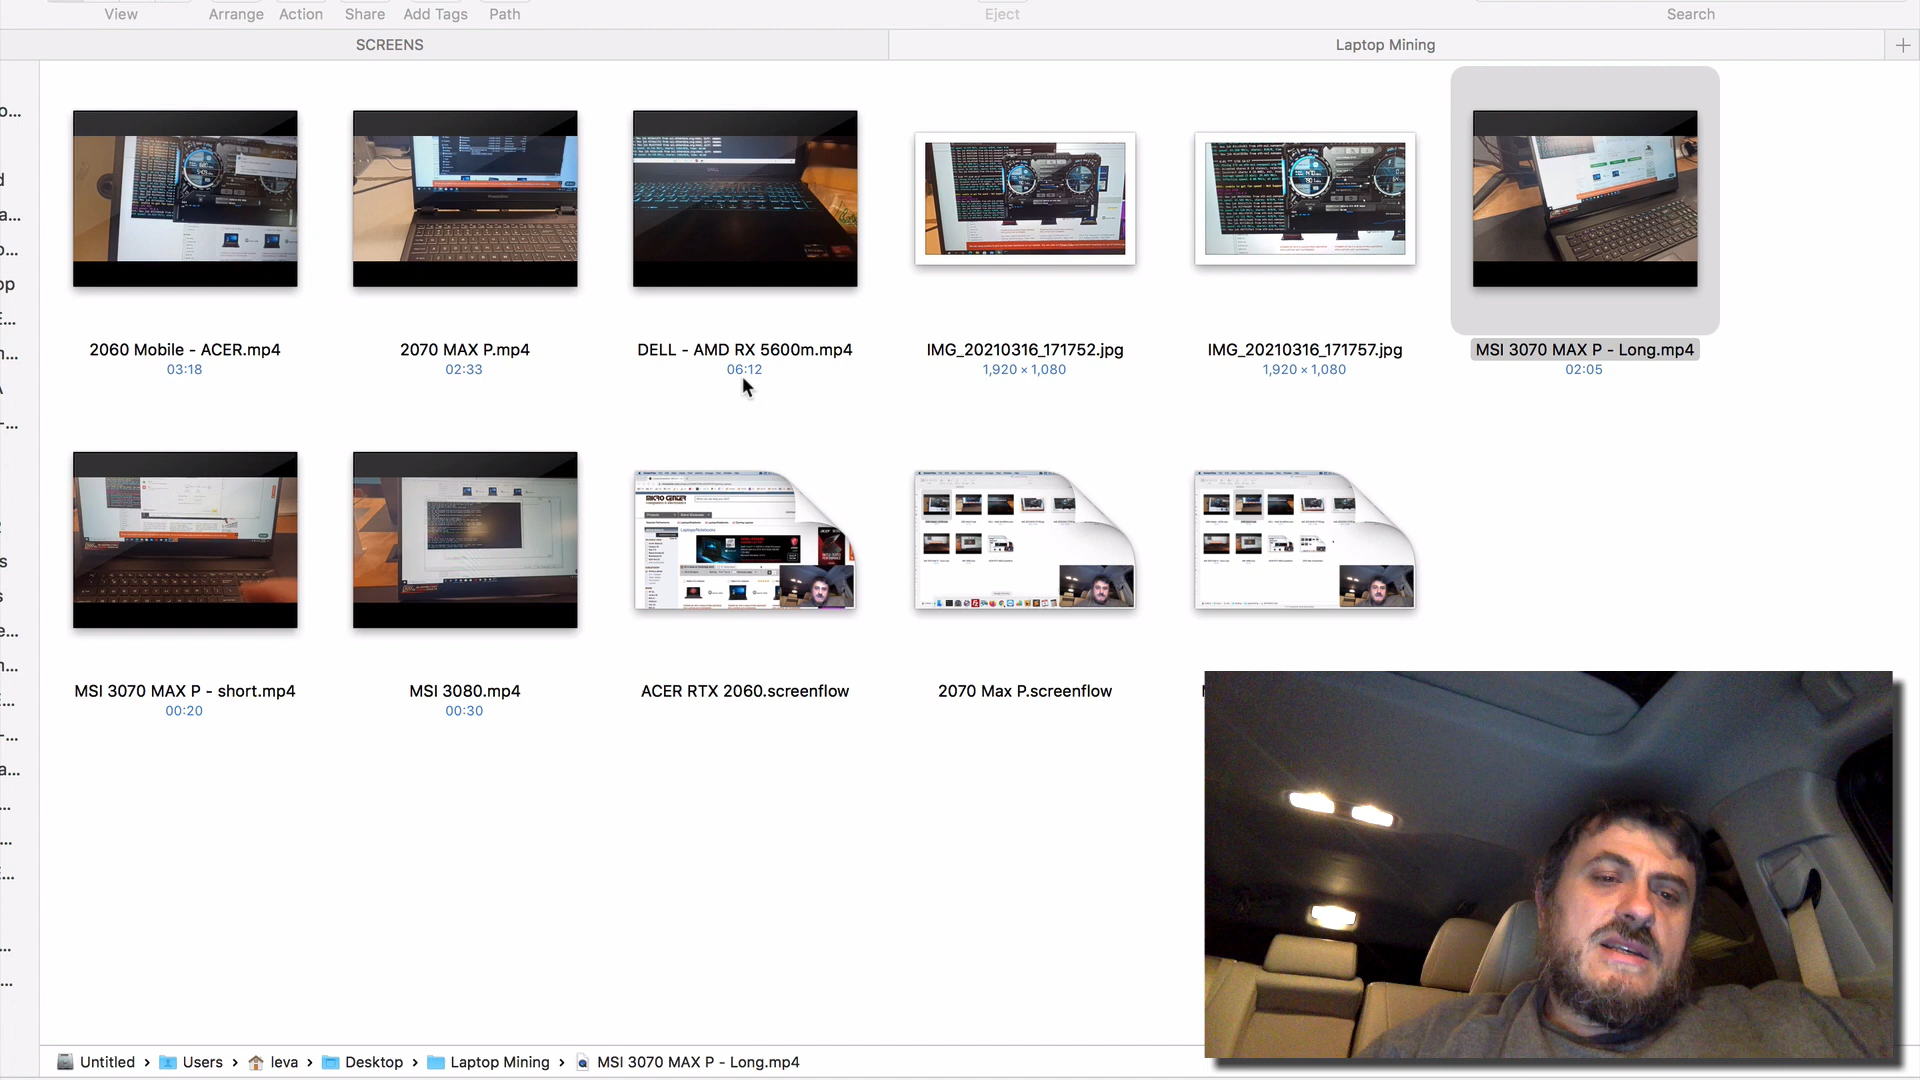 View Arrange Action Share Add Tags Path Eject Search
SCREENS Laptop Mining
2060 Mobile - ACER.mp4
03:18
2070 MAX P.mp4
02:33
DELL - AMD RX 5600m.mp4
06:12
IMG_20210316_171752.jpg
1,920 × 1,080
IMG_20210316_171757.jpg
1,920 × 1,080
MSI 3070 MAX P - Long.mp4
02:05
MICRO CENTER
MSI 3070 MAX P - short.mp4
00:20
MSI 3080.mp4
00:30
ACER RTX 2060.screenflow
2070 Max P.screenflow
Untitled › Users › leva › Desktop › Laptop Mining › MSI 3070 MAX P - Long.mp4